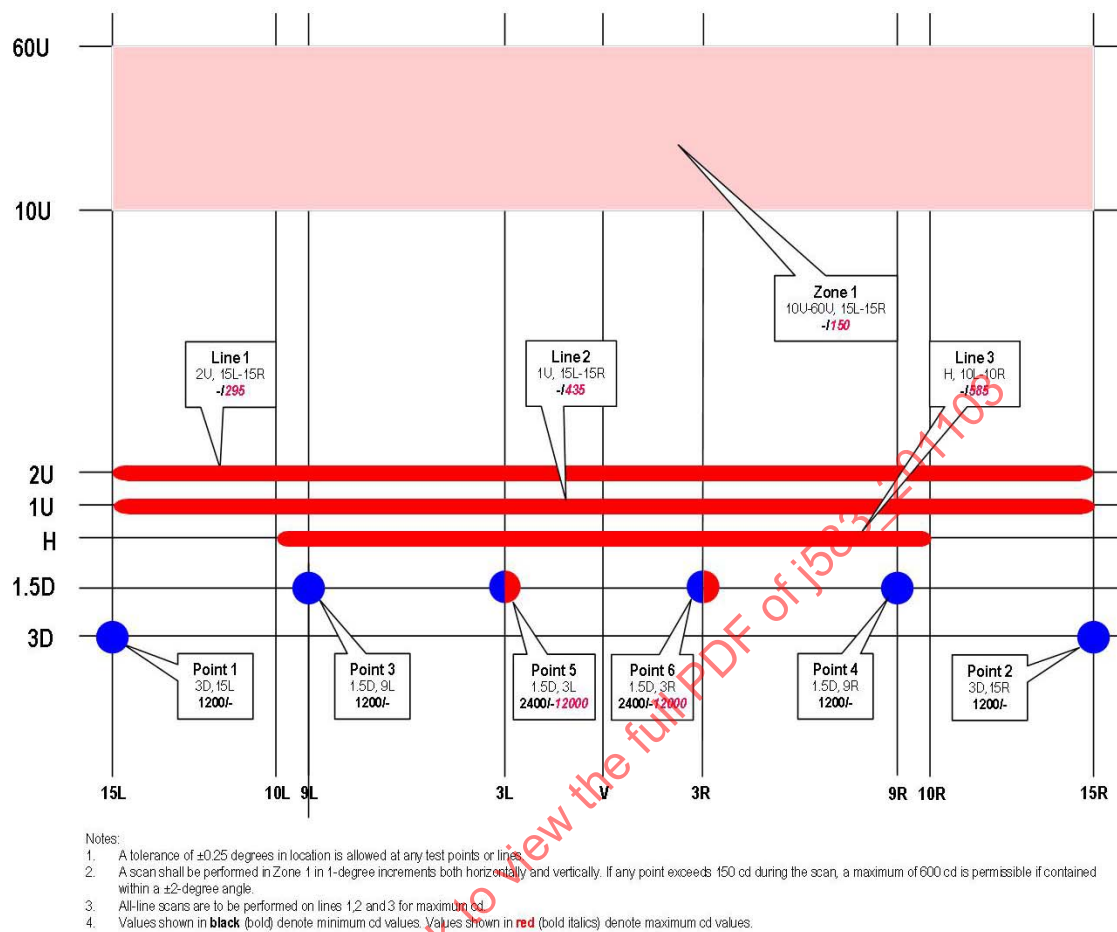 60U
10U
Zone 1
10U-60U, 15L-15R
-/150
Line 1
2U, 15L-15R
-/295
Line 2
1U, 15L-15R
-/435
Line 3
H, 10L-10R
-/585
2U
1U
H
1.5D
3D
Point 1
3D, 15L
1200/-
Point 3
1.5D, 9L
1200/-
Point 5
1.5D, 3L
2400/-12000
Point 6
1.5D, 3R
2400/-12000
Point 4
1.5D, 9R
1200/-
Point 2
3D, 15R
1200/-
15L 10L 9L 3L V 3R 9R 10R 15R
Notes:
1. A tolerance of ±0.25 degrees in location is allowed at any test points or lines.
2. A scan shall be performed in Zone 1 in 1-degree increments both horizontally and vertically. If any point exceeds 150 cd during the scan, a maximum of 600 cd is permissible if contained
within a ±2-degree angle.
3. All-line scans are to be performed on lines 1,2 and 3 for maximum cd.
4. Values shown in black (bold) denote minimum cd values. Values shown in red (bold italics) denote maximum cd values.
k to view the full PDF of j583_201103